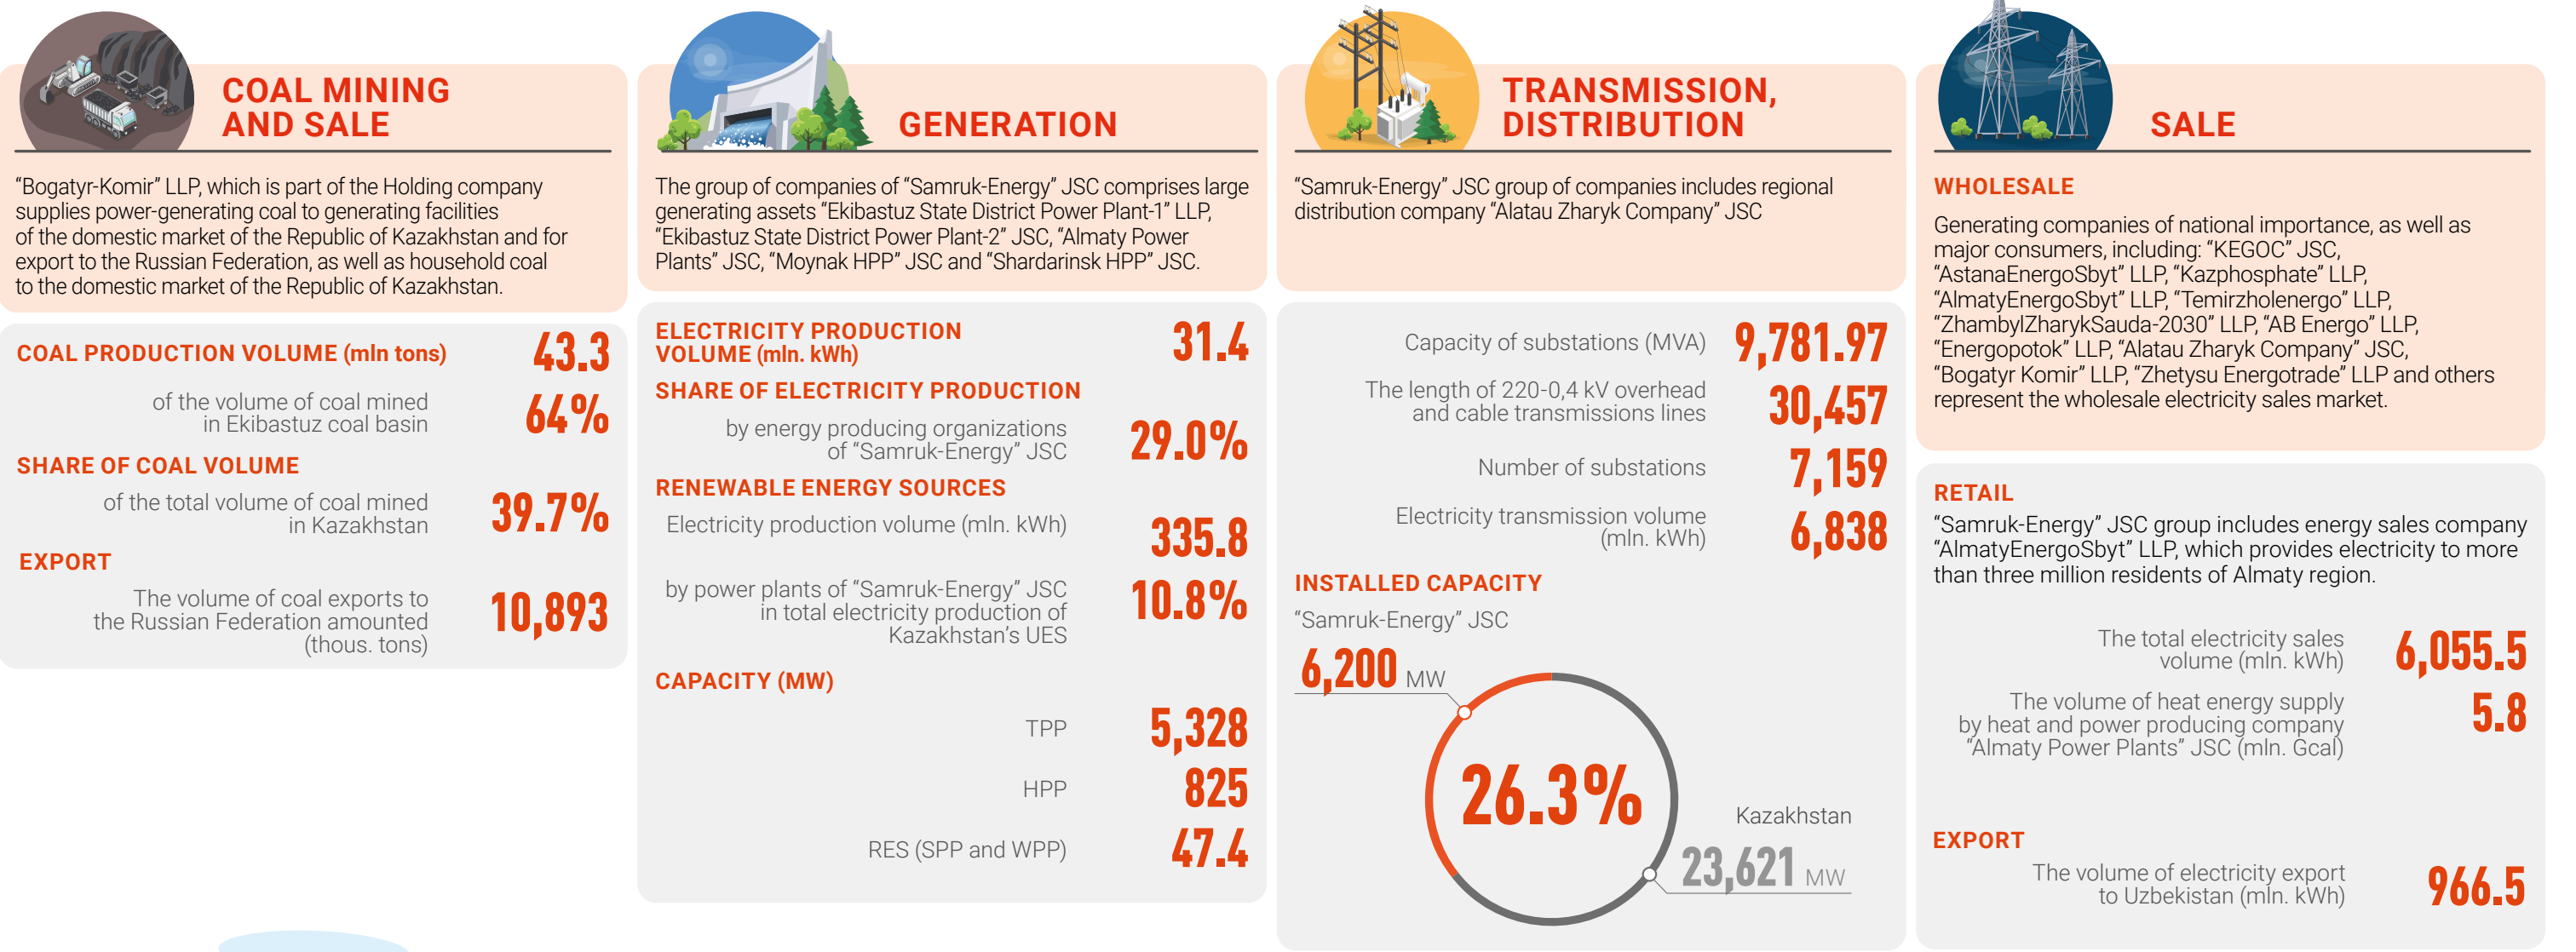 COAL MINING
AND SALE
“Bogatyr-Komir” LLP, which is part of the Holding company
supplies power-generating coal to generating facilities
of the domestic market of the Republic of Kazakhstan and for
export to the Russian Federation, as well as household coal
to the domestic market of the Republic of Kazakhstan.
COAL PRODUCTION VOLUME (mln tons) 43.3
of the volume of coal mined
in Ekibastuz coal basin 64%
SHARE OF COAL VOLUME
of the total volume of coal mined
in Kazakhstan 39.7%
EXPORT
The volume of coal exports to
the Russian Federation amounted
(thous. tons) 10,893
GENERATION
The group of companies of “Samruk-Energy” JSC comprises large
generating assets “Ekibastuz State District Power Plant-1” LLP,
“Ekibastuz State District Power Plant-2” JSC, “Almaty Power
Plants” JSC, “Moynak HPP” JSC and “Shardarinsk HPP” JSC.
ELECTRICITY PRODUCTION
VOLUME (mln. kWh) 31.4
SHARE OF ELECTRICITY PRODUCTION
by energy producing organizations
of “Samruk-Energy” JSC 29.0%
RENEWABLE ENERGY SOURCES
Electricity production volume (mln. kWh) 335.8
by power plants of “Samruk-Energy” JSC
in total electricity production of
Kazakhstan’s UES 10.8%
CAPACITY (MW)
TPP 5,328
HPP 825
RES (SPP and WPP) 47.4
TRANSMISSION,
DISTRIBUTION
“Samruk-Energy” JSC group of companies includes regional
distribution company “Alatau Zharyk Company” JSC
Capacity of substations (MVA) 9,781.97
The length of 220-0,4 kV overhead
and cable transmissions lines 30,457
Number of substations 7,159
Electricity transmission volume
(mln. kWh) 6,838
INSTALLED CAPACITY
“Samruk-Energy” JSC
6,200 MW
26.3%
Kazakhstan
23,621 MW
SALE
WHOLESALE
Generating companies of national importance, as well as
major consumers, including: “KEGOC” JSC,
“AstanaEnergoSbyt” LLP, “Kazphosphate” LLP,
“AlmatyEnergoSbyt” LLP, “Temirzholenergo” LLP,
“ZhambylZharykSauda-2030” LLP, “AB Energo” LLP,
“Energopotok” LLP, “Alatau Zharyk Company” JSC,
“Bogatyr Komir” LLP, “Zhetysu Energotrade” LLP and others
represent the wholesale electricity sales market.
RETAIL
“Samruk-Energy” JSC group includes energy sales company
“AlmatyEnergoSbyt” LLP, which provides electricity to more
than three million residents of Almaty region.
The total electricity sales
volume (mln. kWh) 6,055.5
The volume of heat energy supply
by heat and power producing company
“Almaty Power Plants” JSC (mln. Gcal) 5.8
EXPORT
The volume of electricity export
to Uzbekistan (mln. kWh) 966.5